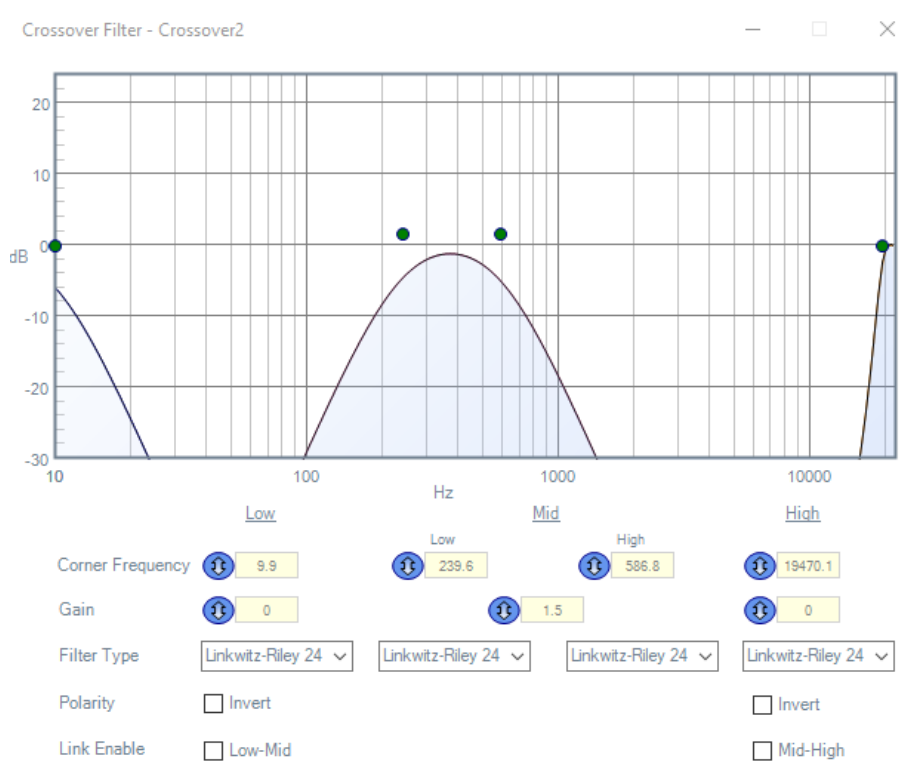 Crossover Filter - Crossover2
20
10
dB 0
-10
-20
-30
10 100 1000 10000
Hz
Low Mid High
Low High
Corner Frequency 9.9 239.6 586.8 19470.1
Gain 0 1.5 0
Filter Type Linkwitz-Riley 24 Linkwitz-Riley 24 Linkwitz-Riley 24 Linkwitz-Riley 24
Polarity Invert Invert
Link Enable Low-Mid Mid-High